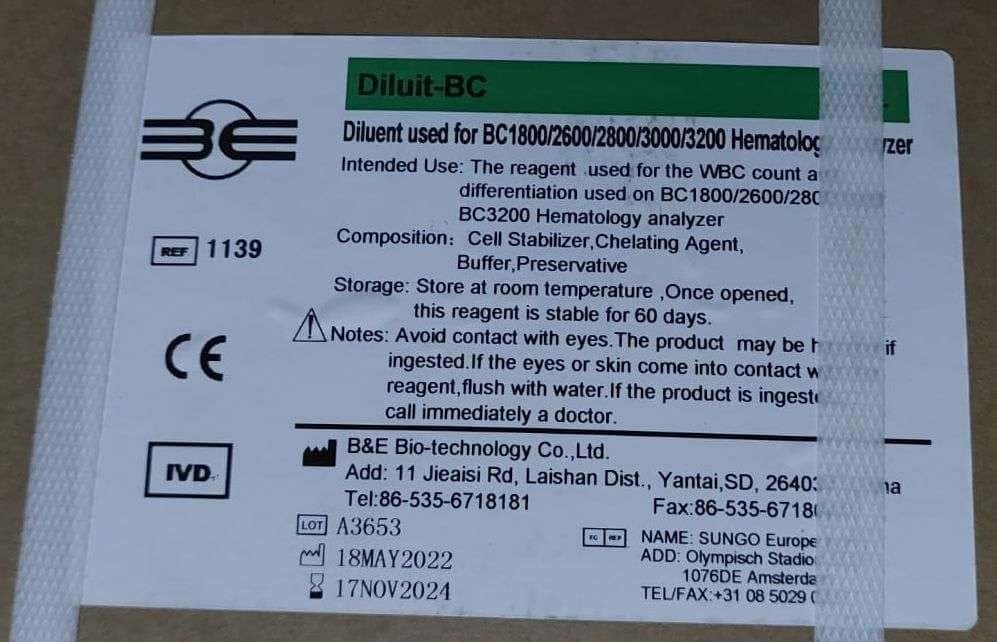 Diluit-BC
BE
Diluent used for BC1800/2600/2800/3000/3200 Hematolog
Intended Use: The reagent used for the WBC count
differentiation used on BC1800/2600/280
BC3200 Hematology analyzer
REF 1139
Composition: Cell Stabilizer,Chelating Agent,
Buffer,Preservative
Storage: Store at room temperature ,Once opened,
this reagent is stable for 60 days.
Notes: Avoid contact with eyes.The product may be if
ingested.If the eyes or skin come into contact
reagent,flush with water.If the product is
call immediately a doctor.
CE
IVD
B&E Bio-technology Co.,Ltd.
Add: 11 Jieaisi Rd, Laishan Dist., Yantai,SD, 26403
Tel:86-535-6718181 Fax:86-535-6718
LOT A3653
18MAY2022
17NOV2024
EC REP NAME: SUNGO Europe
ADD: Olympisch Stadio
1076DE Amsterda
TEL/FAX:+31 08 5029